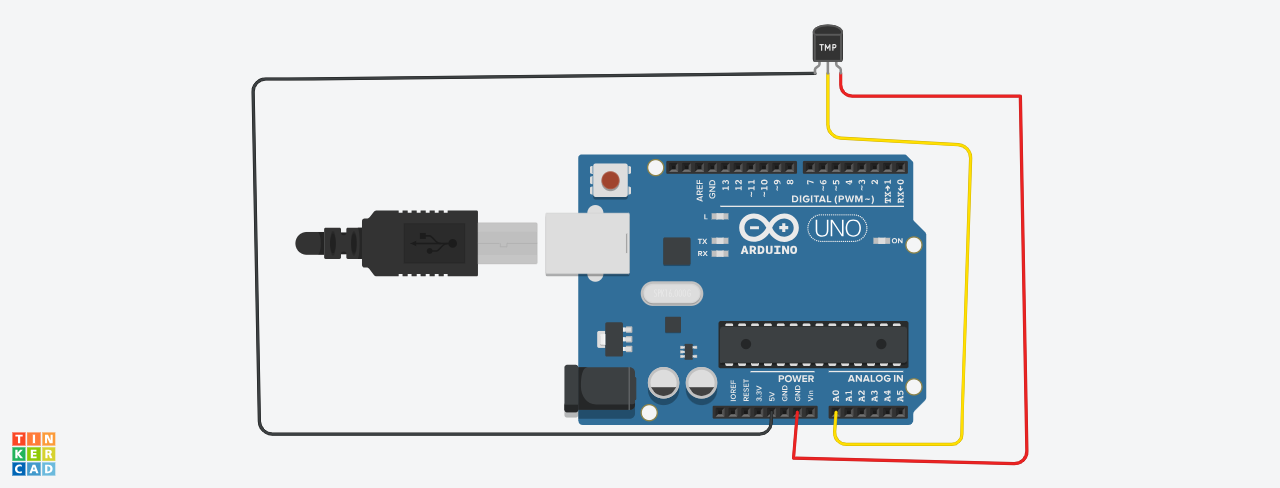 TMP
AREF
GND
13
12
~11
~10
~9
8
7
~6
~5
4
~3
2
TX→1
RX←0
DIGITAL (PWM~)
L
TX
RX
ARDUINO
UNO
ON
POWER
ANALOG IN
IOREF
RESET
3.3V
5V
GND
GND
Vin
A0
A1
A2
A3
A4
A5
TIN
KER
CAD